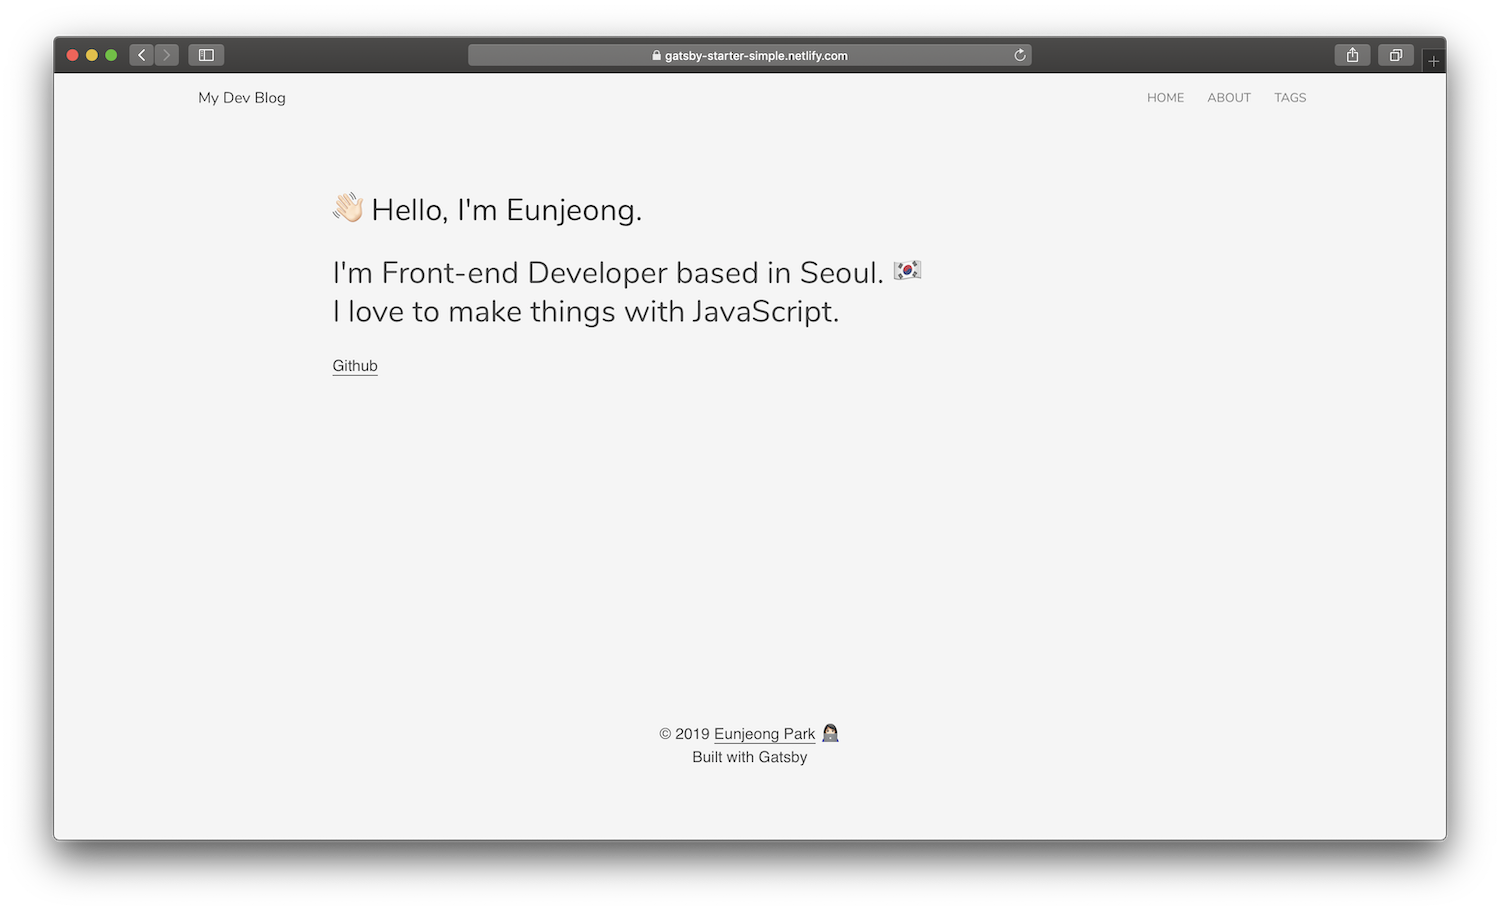 gatsby-starter-simple.netlify.com
My Dev Blog HOME ABOUT TAGS
👋🏻 Hello, I'm Eunjeong.
I'm Front-end Developer based in Seoul. 🇰🇷
I love to make things with JavaScript.
Github
© 2019 Eunjeong Park 👩🏻‍💻
Built with Gatsby